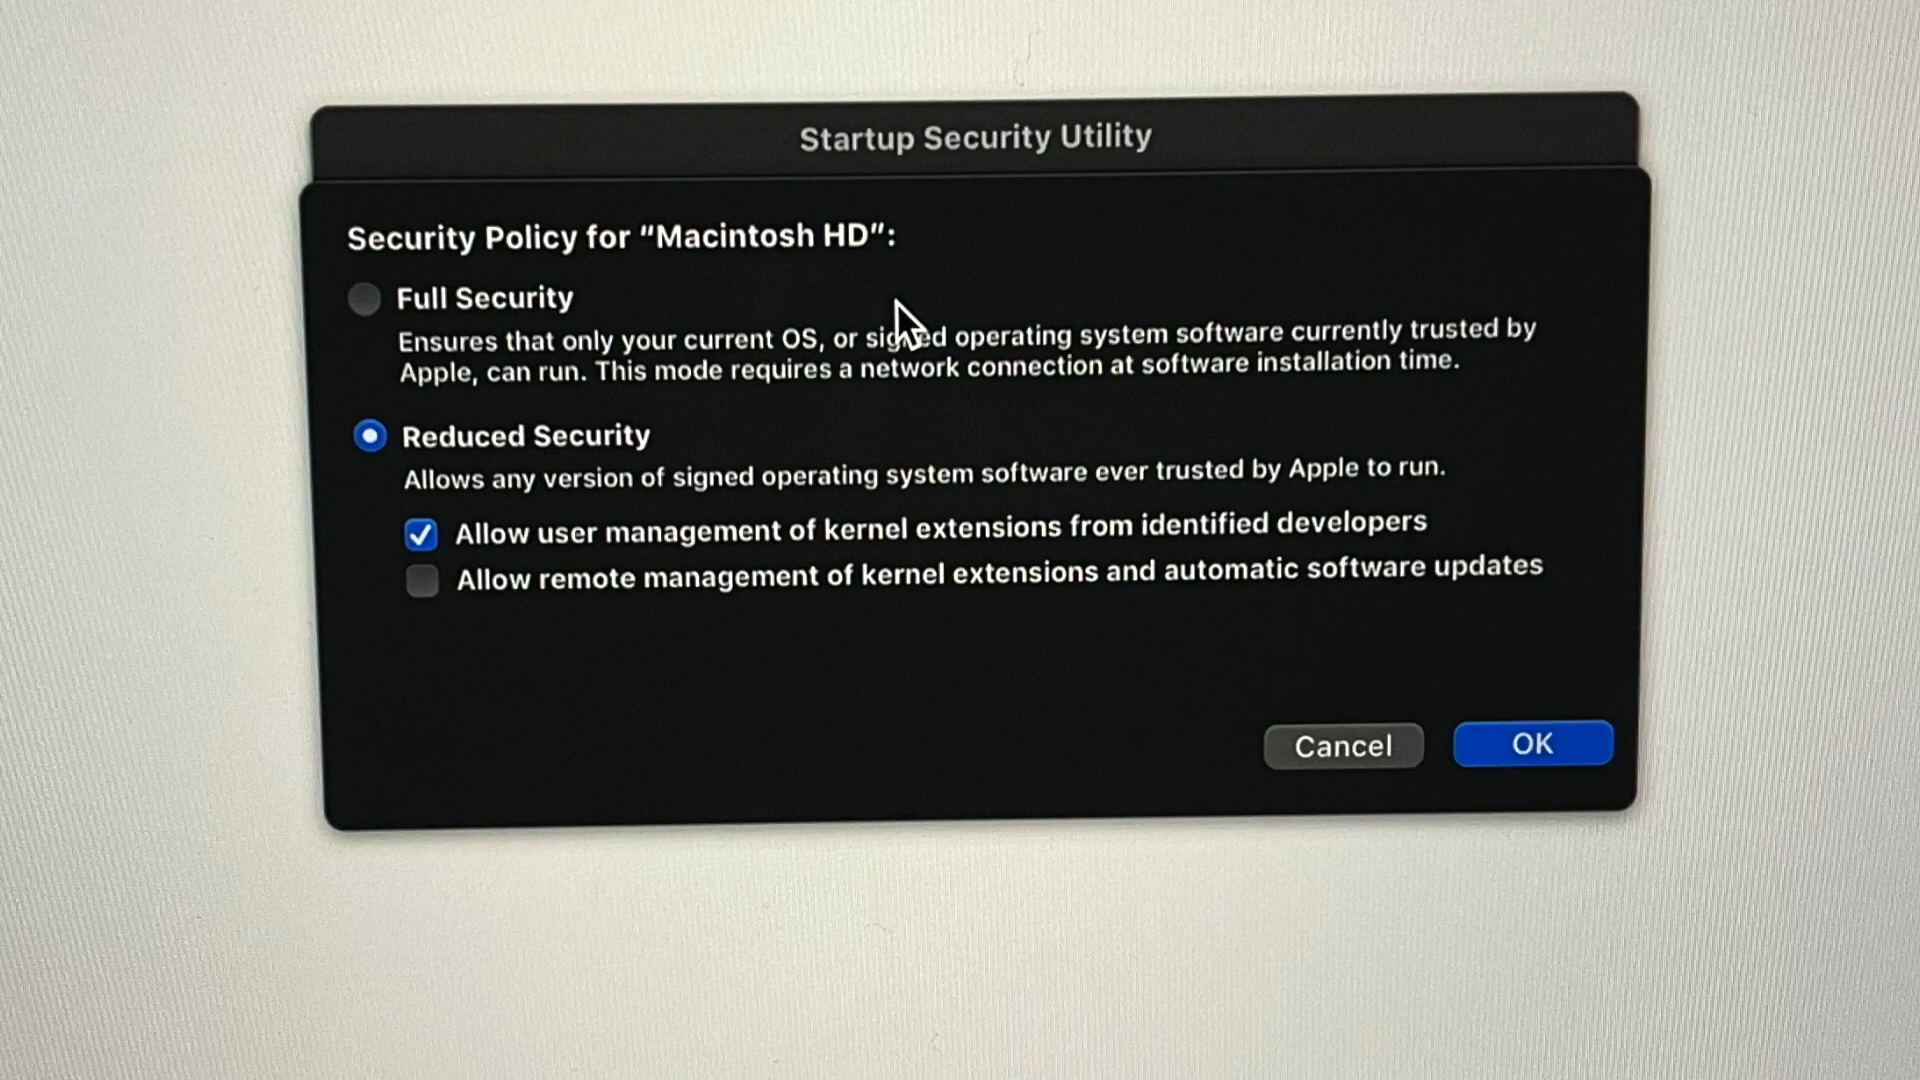 Startup Security Utility
Security Policy for “Macintosh HD”:
Full Security
Ensures that only your current OS, or signed operating system software currently trusted by
Apple, can run. This mode requires a network connection at software installation time.
Reduced Security
Allows any version of signed operating system software ever trusted by Apple to run.
Allow user management of kernel extensions from identified developers
Allow remote management of kernel extensions and automatic software updates
Cancel
OK